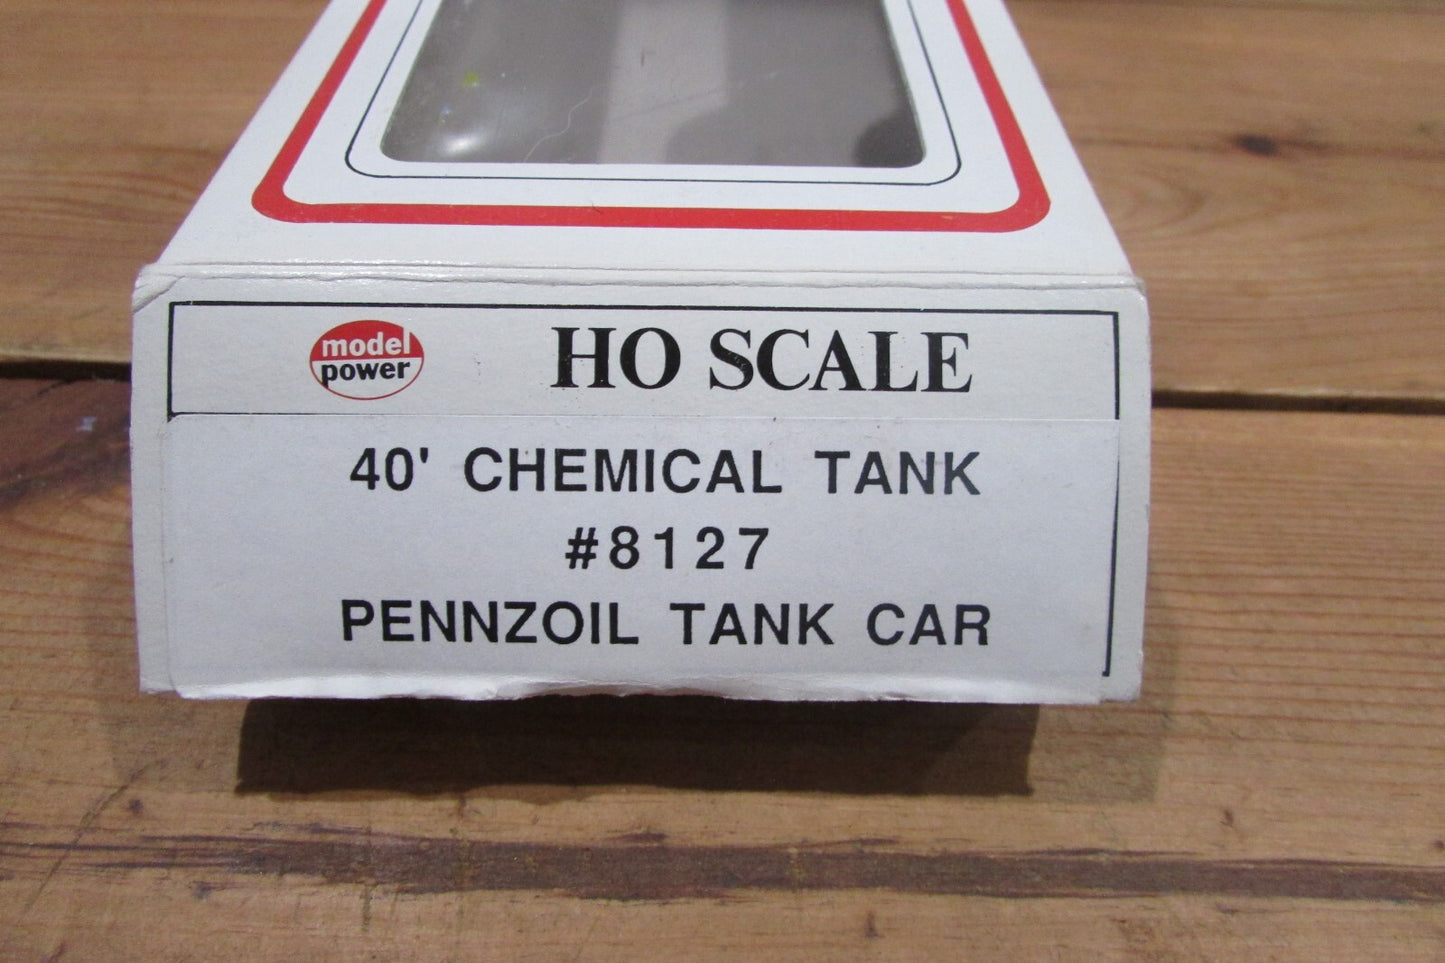 model
power
HO SCALE
40' CHEMICAL TANK
#8127
PENNZOIL TANK CAR